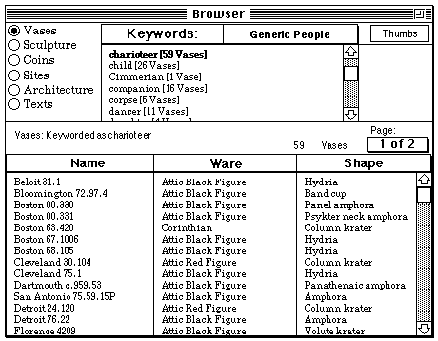 Browser
Vases
Sculpture
Coins
Sites
Architecture
Texts
Keywords: Generic People
Thumbs
charioteer [59 Vases]
child [26 Vases]
Cimmerian [1 Vase]
companion [16 Vases]
corpse [6 Vases]
dancer [11 Vases]
Vases: Keyworded as charioteer
59 Vases
Page:
1 of 2
Name Ware Shape
Beloit 31.1 Attic Black Figure Hydria
Bloomington 72.97.4 Attic Black Figure Band cup
Boston 00.330 Attic Black Figure Panel amphora
Boston 00.331 Attic Black Figure Psykter neck amphora
Boston 63.420 Corinthian Column krater
Boston 67.1006 Attic Black Figure Hydria
Boston 68.105 Attic Black Figure Hydria
Cleveland 30.104 Attic Red Figure Column krater
Cleveland 75.1 Attic Black Figure Hydria
Dartmouth c.959.53 Attic Black Figure Panathenaic amphora
San Antonio 75.59.15P Attic Black Figure Amphora
Detroit 24.120 Attic Red Figure Column krater
Detroit 76.22 Attic Black Figure Amphora
Florence 4209 Attic Black Figure Volute krater